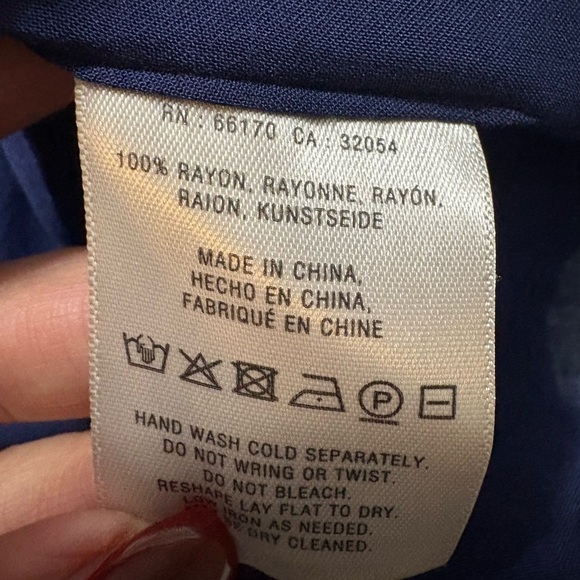 RN : 66170 CA : 32054
100% RAYON, RAYONNE, RAYÓN,
RAION, KUNSTSEIDE
MADE IN CHINA,
HECHO EN CHINA,
FABRIQUÉ EN CHINE
P
HAND WASH COLD SEPARATELY.
DO NOT WRING OR TWIST.
DO NOT BLEACH.
RESHAPE LAY FLAT TO DRY.
LOW IRON AS NEEDED.
DRY CLEANED.